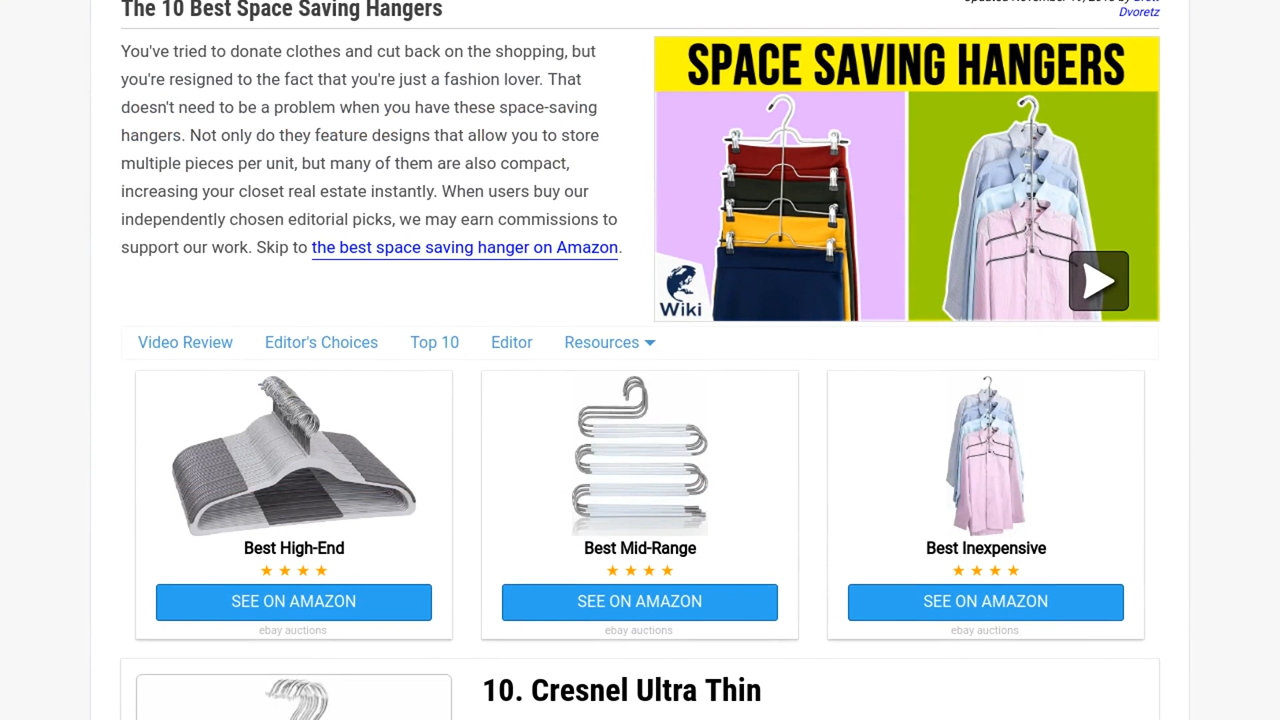 The 10 Best Space Saving Hangers
Dvoretz
You've tried to donate clothes and cut back on the shopping, but
you're resigned to the fact that you're just a fashion lover. That
doesn't need to be a problem when you have these space-saving
hangers. Not only do they feature designs that allow you to store
multiple pieces per unit, but many of them are also compact,
increasing your closet real estate instantly. When users buy our
independently chosen editorial picks, we may earn commissions to
support our work. Skip to the best space saving hanger on Amazon.
SPACE SAVING HANGERS
Wiki
Video Review
Editor's Choices
Top 10
Editor
Resources
Best High-End
SEE ON AMAZON
ebay auctions
Best Mid-Range
SEE ON AMAZON
ebay auctions
Best Inexpensive
SEE ON AMAZON
ebay auctions
10. Cresnel Ultra Thin